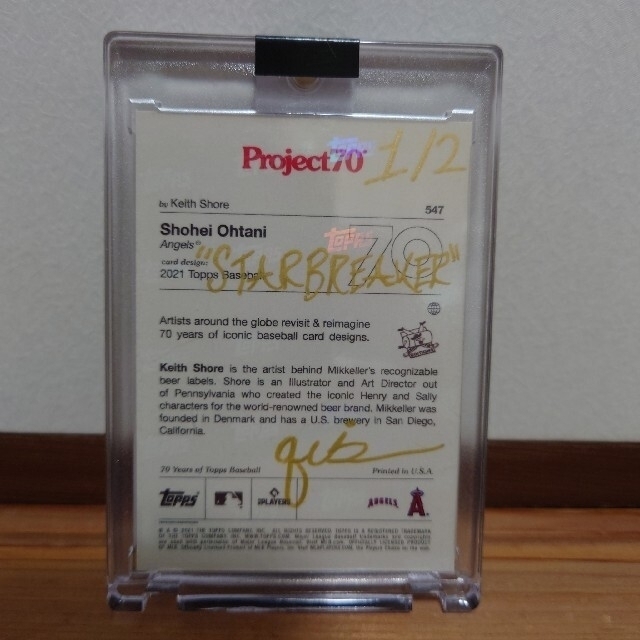 Project70
1/2
by Keith Shore
547
Shohei Ohtani
Angels
card design:
2021 Topps Baseball
Topps 70
"STARBREAKER"
Artists around the globe revisit & reimagine
70 years of iconic baseball card designs.
Keith Shore is the artist behind Mikkeller's recognizable
beer labels. Shore is an Illustrator and Art Director out
of Pennsylvania who created the iconic Henry and Sally
characters for the world-renowned beer brand. Mikkeller was
founded in Denmark and has a U.S. brewery in San Diego,
California.
70 Years of Topps Baseball
Printed in U.S.A.
Topps
PLAYERS
ANGELS
A